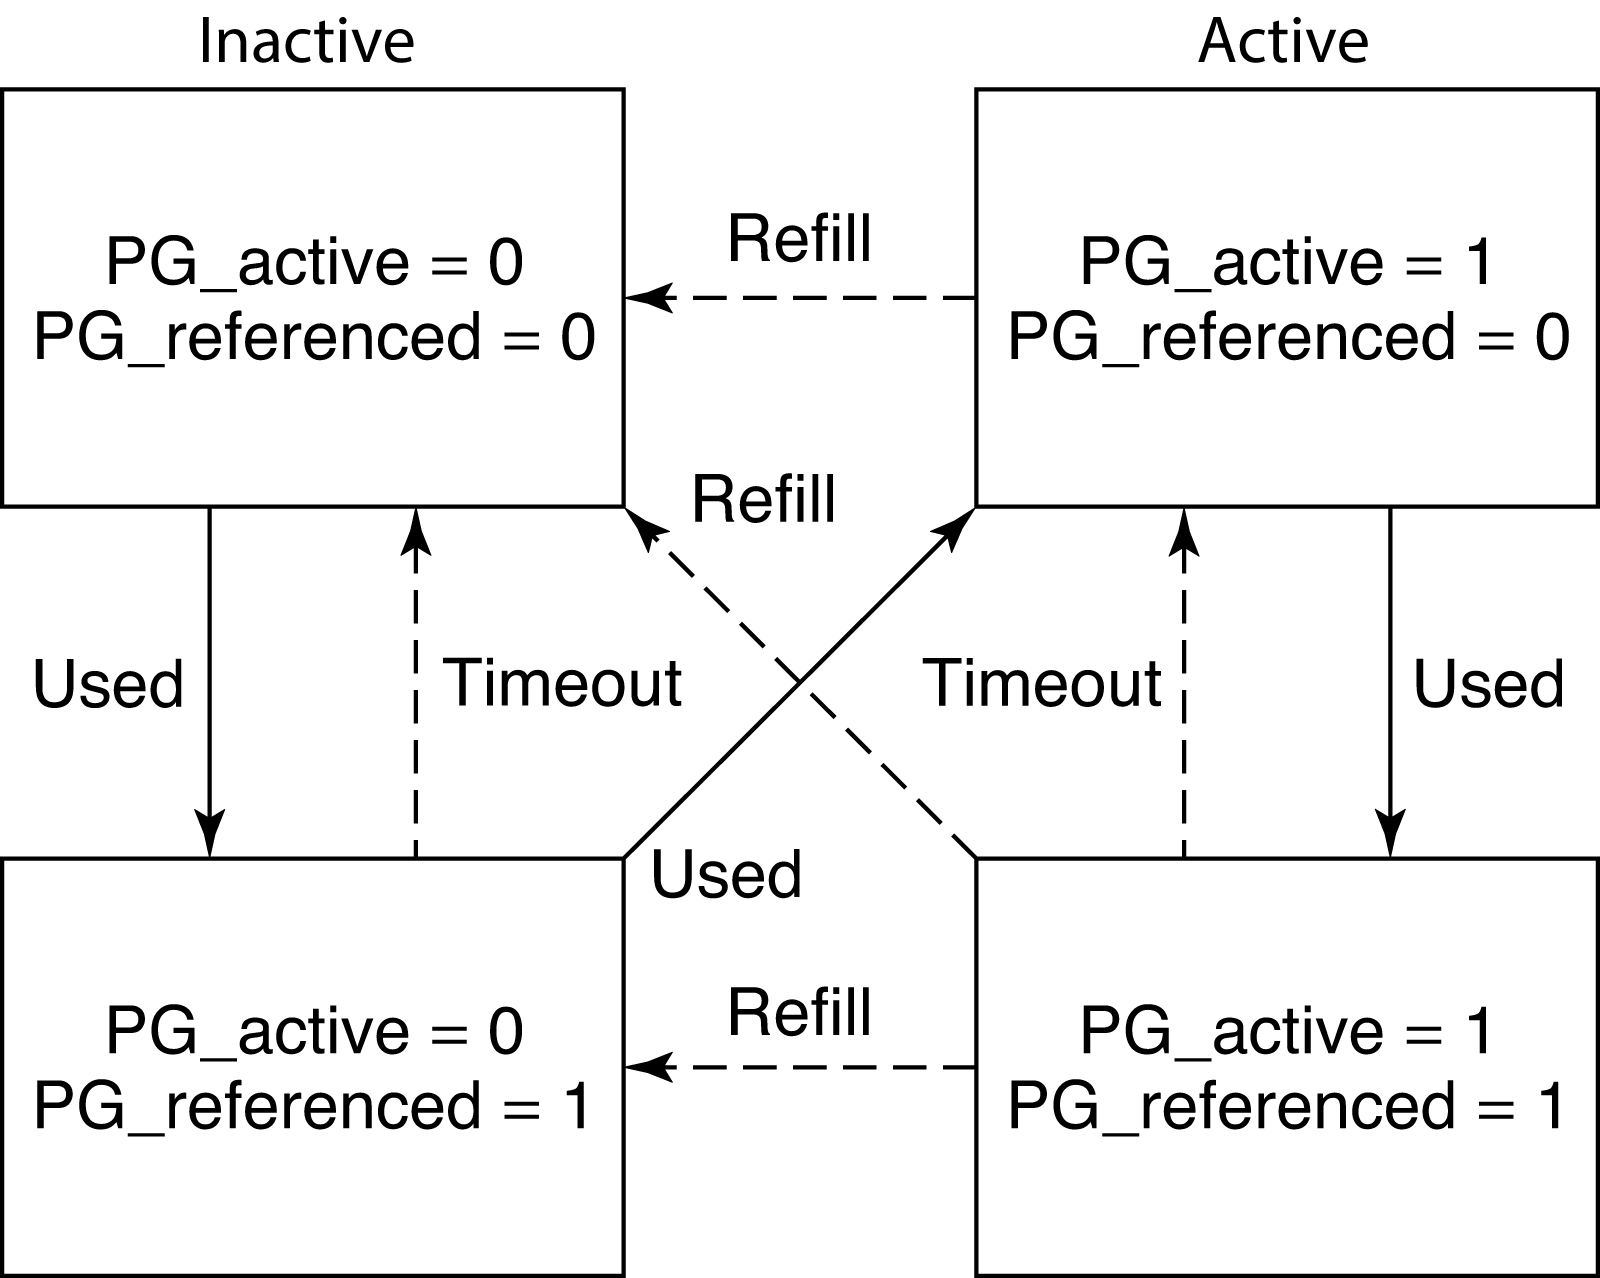 Inactive
Active
PG_active = 0
PG_referenced = 0
Refill
PG_active = 1
PG_referenced = 0
Refill
Used
Timeout
Timeout
Used
Used
PG_active = 0
PG_referenced = 1
Refill
PG_active = 1
PG_referenced = 1